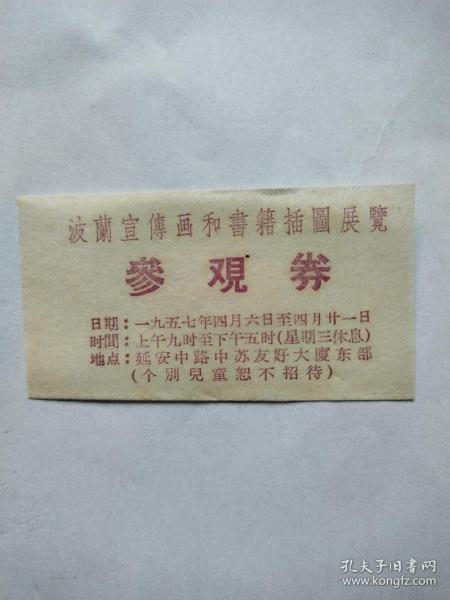 波蘭宣傳画和書籍插圖展覽
參观券
日期：一九五七年四月六日至四月廿一日
時間：上午九时至下午五时(星期三休息)
地点：延安中路中苏友好大廈东部
(个别兒童恕不招待)
孔夫子旧书网
www.kongfz.com